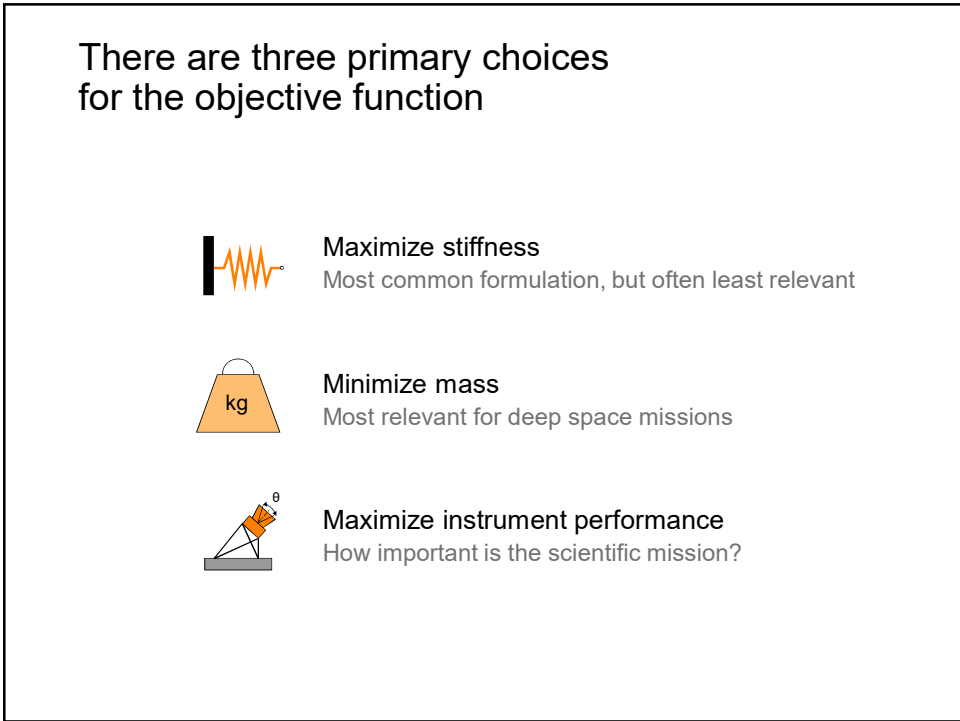 There are three primary choices
for the objective function
Maximize stiffness
Most common formulation, but often least relevant
kg
Minimize mass
Most relevant for deep space missions
θ
Maximize instrument performance
How important is the scientific mission?